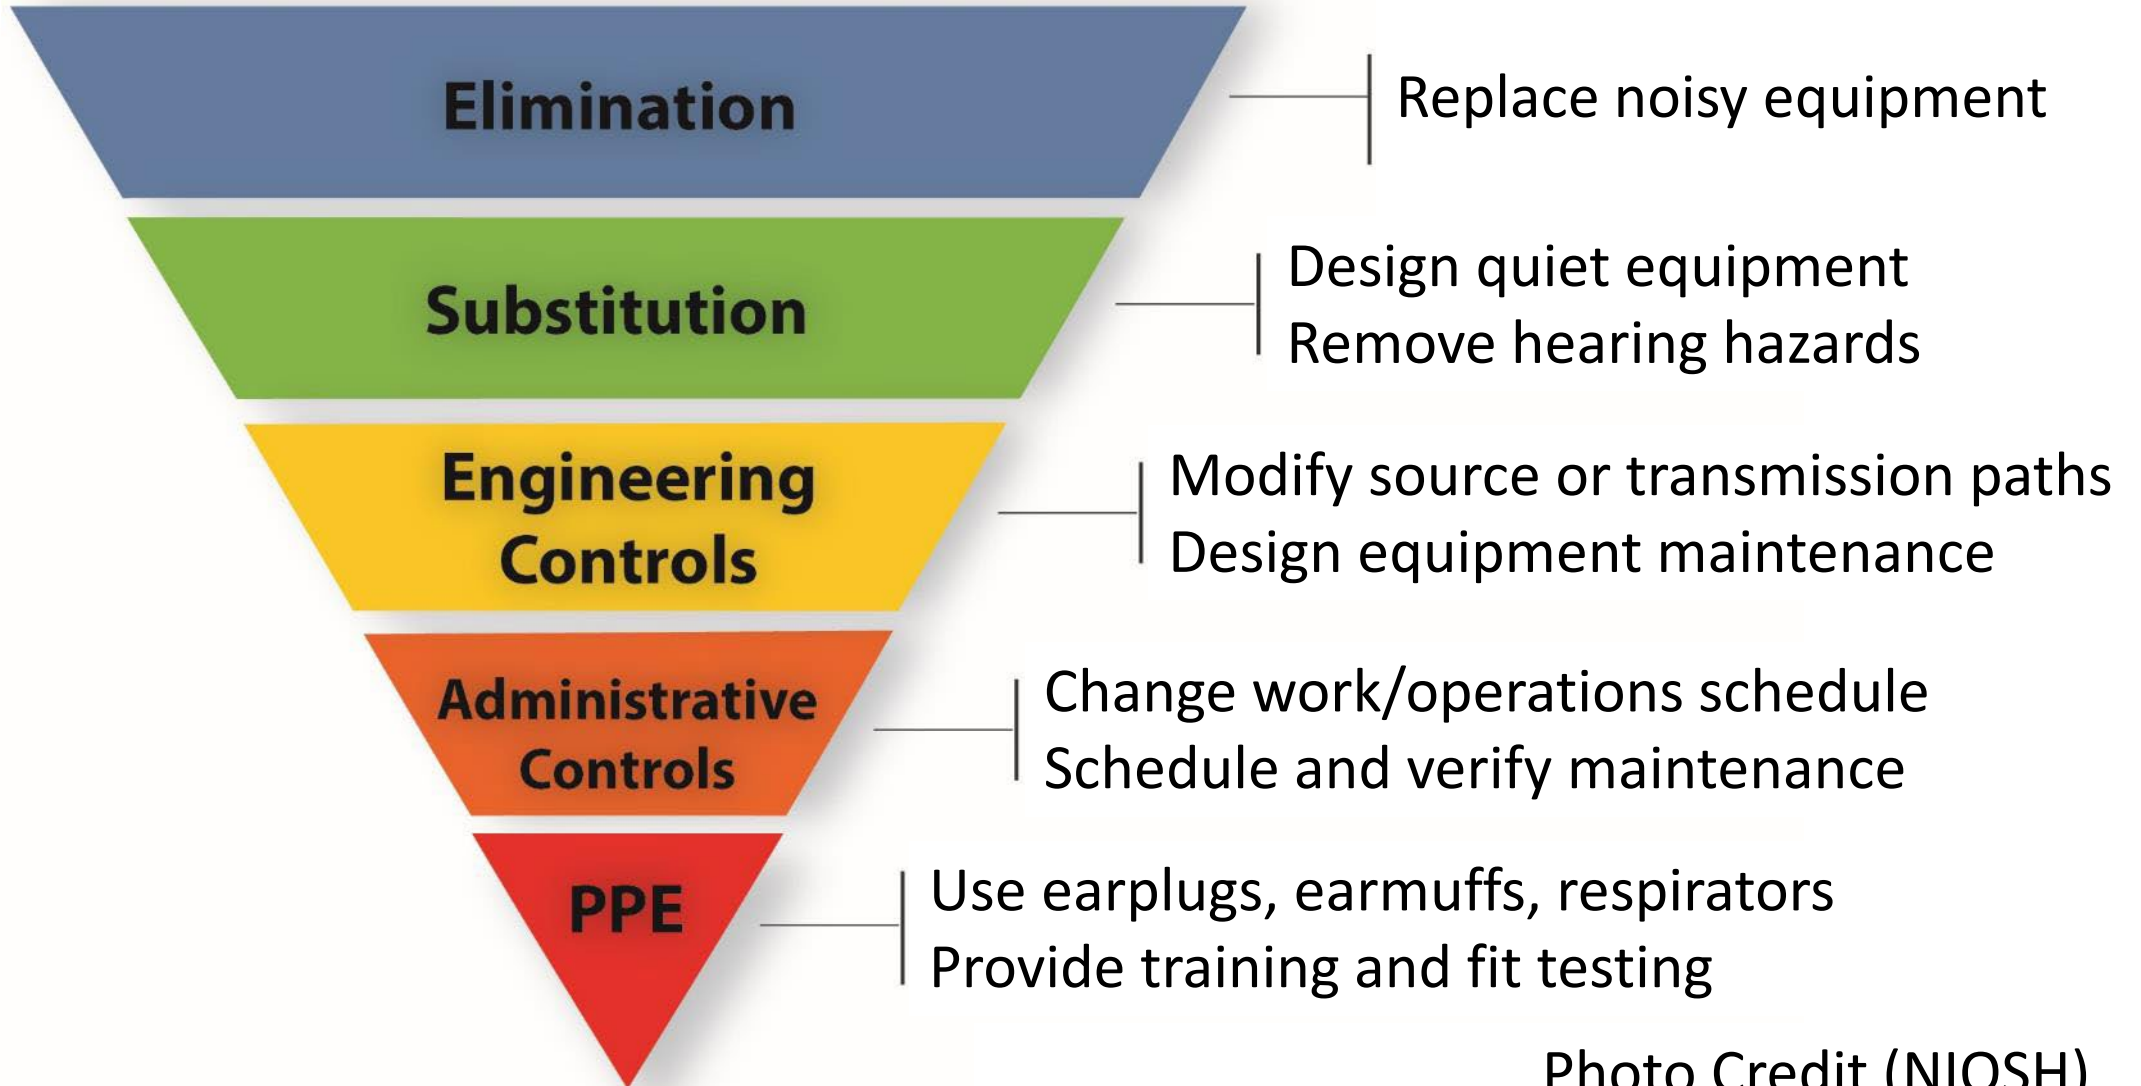 Elimination
Replace noisy equipment
Substitution
Design quiet equipment
Remove hearing hazards
Engineering
Controls
Modify source or transmission paths
Design equipment maintenance
Administrative
Controls
Change work/operations schedule
Schedule and verify maintenance
PPE
Use earplugs, earmuffs, respirators
Provide training and fit testing
Photo Credit (NIOSH)